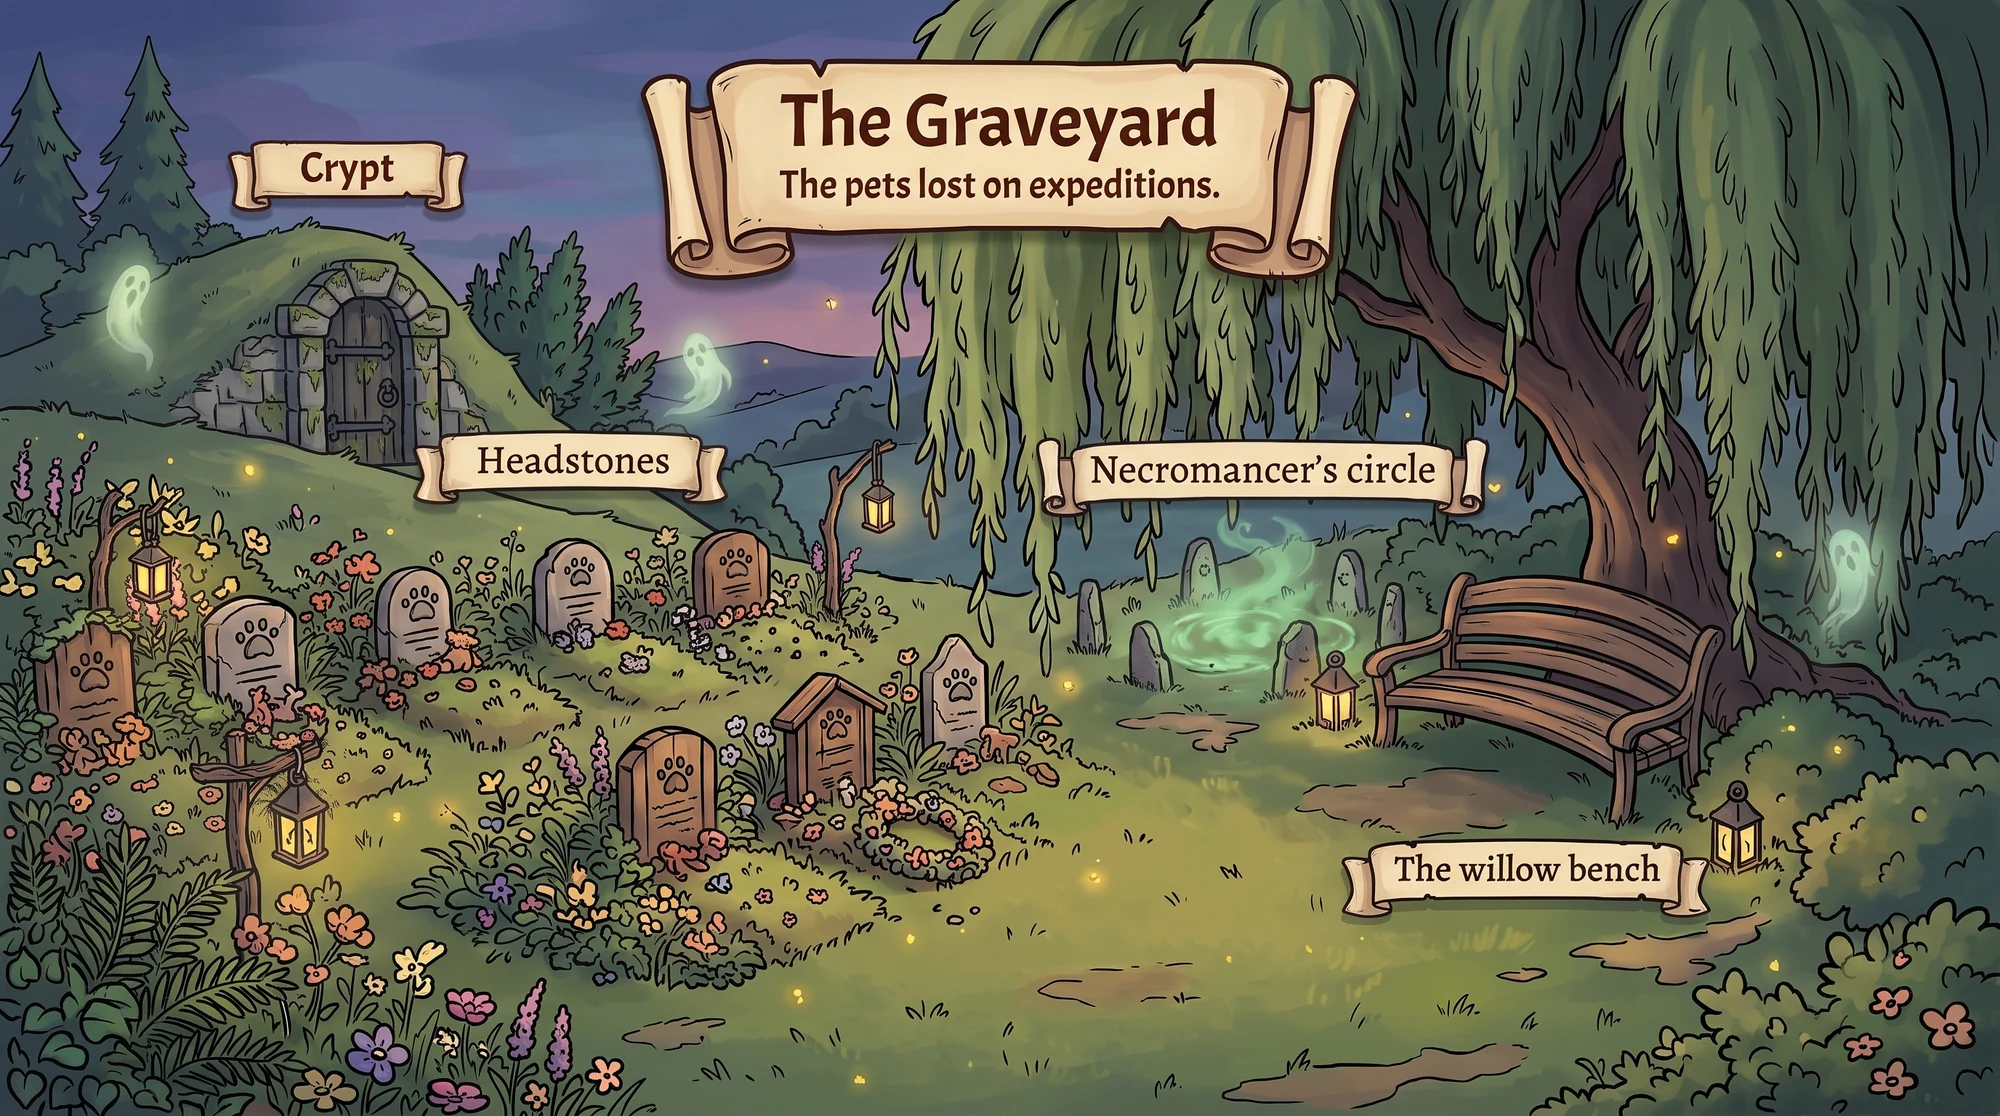 The Graveyard
The pets lost on expeditions.
Crypt
Headstones
Necromancer's circle
The willow bench